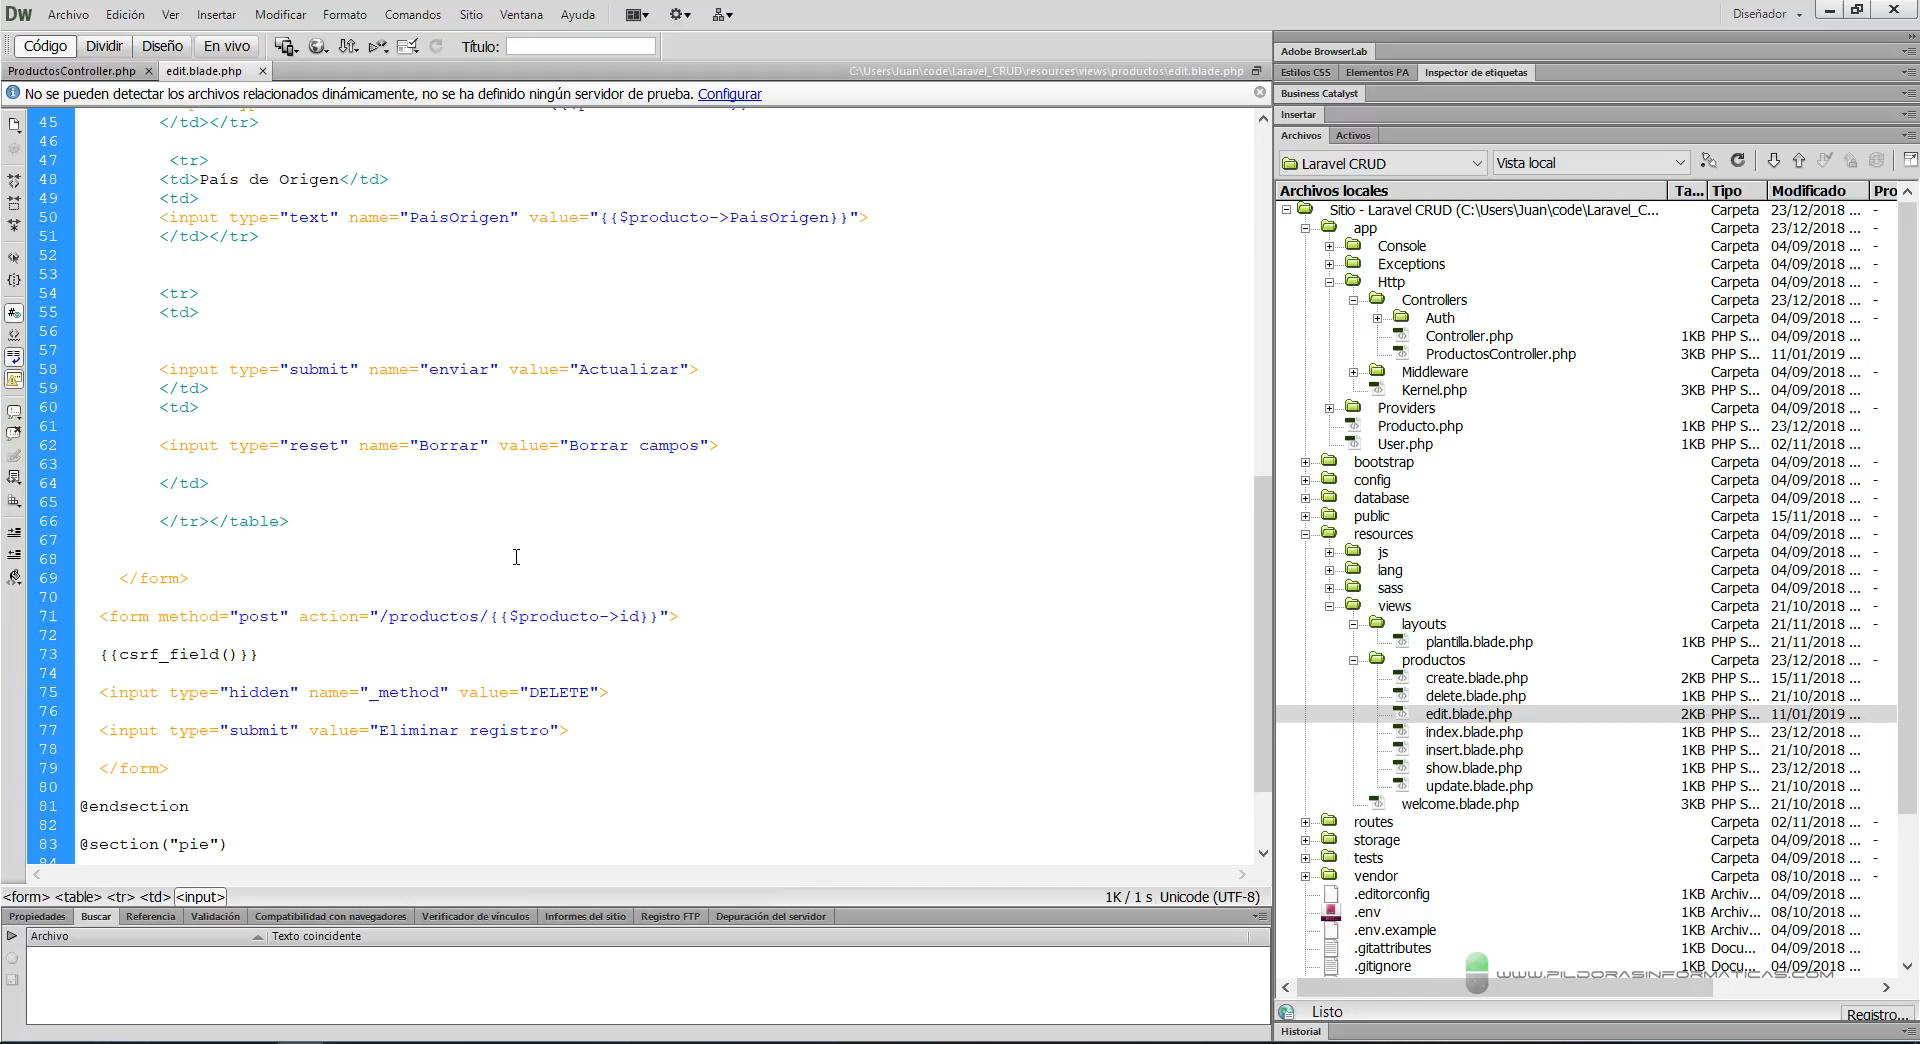 Dw Archivo Edición Ver Insertar Modificar Formato Comandos Sitio Ventana Ayuda Diseñador
Código Dividir Diseño En vivo Título:
ProductosController.php edit.blade.php C:\Users\Juan\code\Laravel_CRUD\resources\views\productos\edit.blade.php
No se pueden detectar los archivos relacionados dinámicamente, no se ha definido ningún servidor de prueba. Configurar
45 </td></tr>
46
47 <tr>
48 <td>País de Origen</td>
49 <td>
50 <input type="text" name="PaisOrigen" value="{{$producto->PaisOrigen}}">
51 </td></tr>
52
53
54 <tr>
55 <td>
56
57
58 <input type="submit" name="enviar" value="Actualizar">
59 </td>
60 <td>
61
62 <input type="reset" name="Borrar" value="Borrar campos">
63
64 </td>
65
66 </tr></table>
67
68
69 </form>
70
71 <form method="post" action="/productos/{{$producto->id}}">
72
73 {{csrf_field()}}
74
75 <input type="hidden" name="_method" value="DELETE">
76
77 <input type="submit" value="Eliminar registro">
78
79 </form>
80
81 @endsection
82
83 @section("pie")
84
<form> <table> <tr> <td> <input> 1K / 1 s Unicode (UTF-8)
Propiedades Buscar Referencia Validación Compatibilidad con navegadores Verificador de vínculos Informes del sitio Registro FTP Depuración del servidor
Archivo Texto coincidente
Adobe BrowserLab
Estilos CSS Elementos PA Inspector de etiquetas
Business Catalyst
Insertar
Archivos Activos
Laravel CRUD Vista local
Archivos locales Ta... Tipo Modificado Pro
Sitio - Laravel CRUD (C:\Users\Juan\code\Laravel_C... Carpeta 23/12/2018 ... -
app Carpeta 23/12/2018 ... -
Console Carpeta 04/09/2018 ... -
Exceptions Carpeta 04/09/2018 ... -
Http Carpeta 04/09/2018 ... -
Controllers Carpeta 23/12/2018 ... -
Auth Carpeta 04/09/2018 ... -
Controller.php 1KB PHP S... 04/09/2018 ... -
ProductosController.php 3KB PHP S... 11/01/2019 ... -
Middleware Carpeta 04/09/2018 ... -
Kernel.php 3KB PHP S... 04/09/2018 ... -
Providers Carpeta 04/09/2018 ... -
Producto.php 1KB PHP S... 23/12/2018 ... -
User.php 1KB PHP S... 02/11/2018 ... -
bootstrap Carpeta 04/09/2018 ... -
config Carpeta 04/09/2018 ... -
database Carpeta 04/09/2018 ... -
public Carpeta 15/11/2018 ... -
resources Carpeta 04/09/2018 ... -
js Carpeta 04/09/2018 ... -
lang Carpeta 04/09/2018 ... -
sass Carpeta 04/09/2018 ... -
views Carpeta 21/10/2018 ... -
layouts Carpeta 21/11/2018 ... -
plantilla.blade.php 1KB PHP S... 21/11/2018 ... -
productos Carpeta 23/12/2018 ... -
create.blade.php 2KB PHP S... 15/11/2018 ... -
delete.blade.php 1KB PHP S... 21/10/2018 ... -
edit.blade.php 2KB PHP S... 11/01/2019 ... -
index.blade.php 1KB PHP S... 23/12/2018 ... -
insert.blade.php 1KB PHP S... 21/10/2018 ... -
show.blade.php 1KB PHP S... 23/12/2018 ... -
update.blade.php 1KB PHP S... 21/10/2018 ... -
welcome.blade.php 3KB PHP S... 04/09/2018 ... -
routes Carpeta 02/11/2018 ... -
storage Carpeta 04/09/2018 ... -
tests Carpeta 04/09/2018 ... -
vendor Carpeta 08/10/2018 ... -
.editorconfig 1KB Archiv... 04/09/2018 ... -
.env 1KB Archiv... 08/10/2018 ... -
.env.example 1KB Archiv... 04/09/2018 ... -
.gitattributes 1KB Docu... 04/09/2018 ... -
.gitignore 1KB Docu... 04/09/2018 ... -
WWW.PILDORASINFORMATICAS.COM
Listo Registro...
Historial